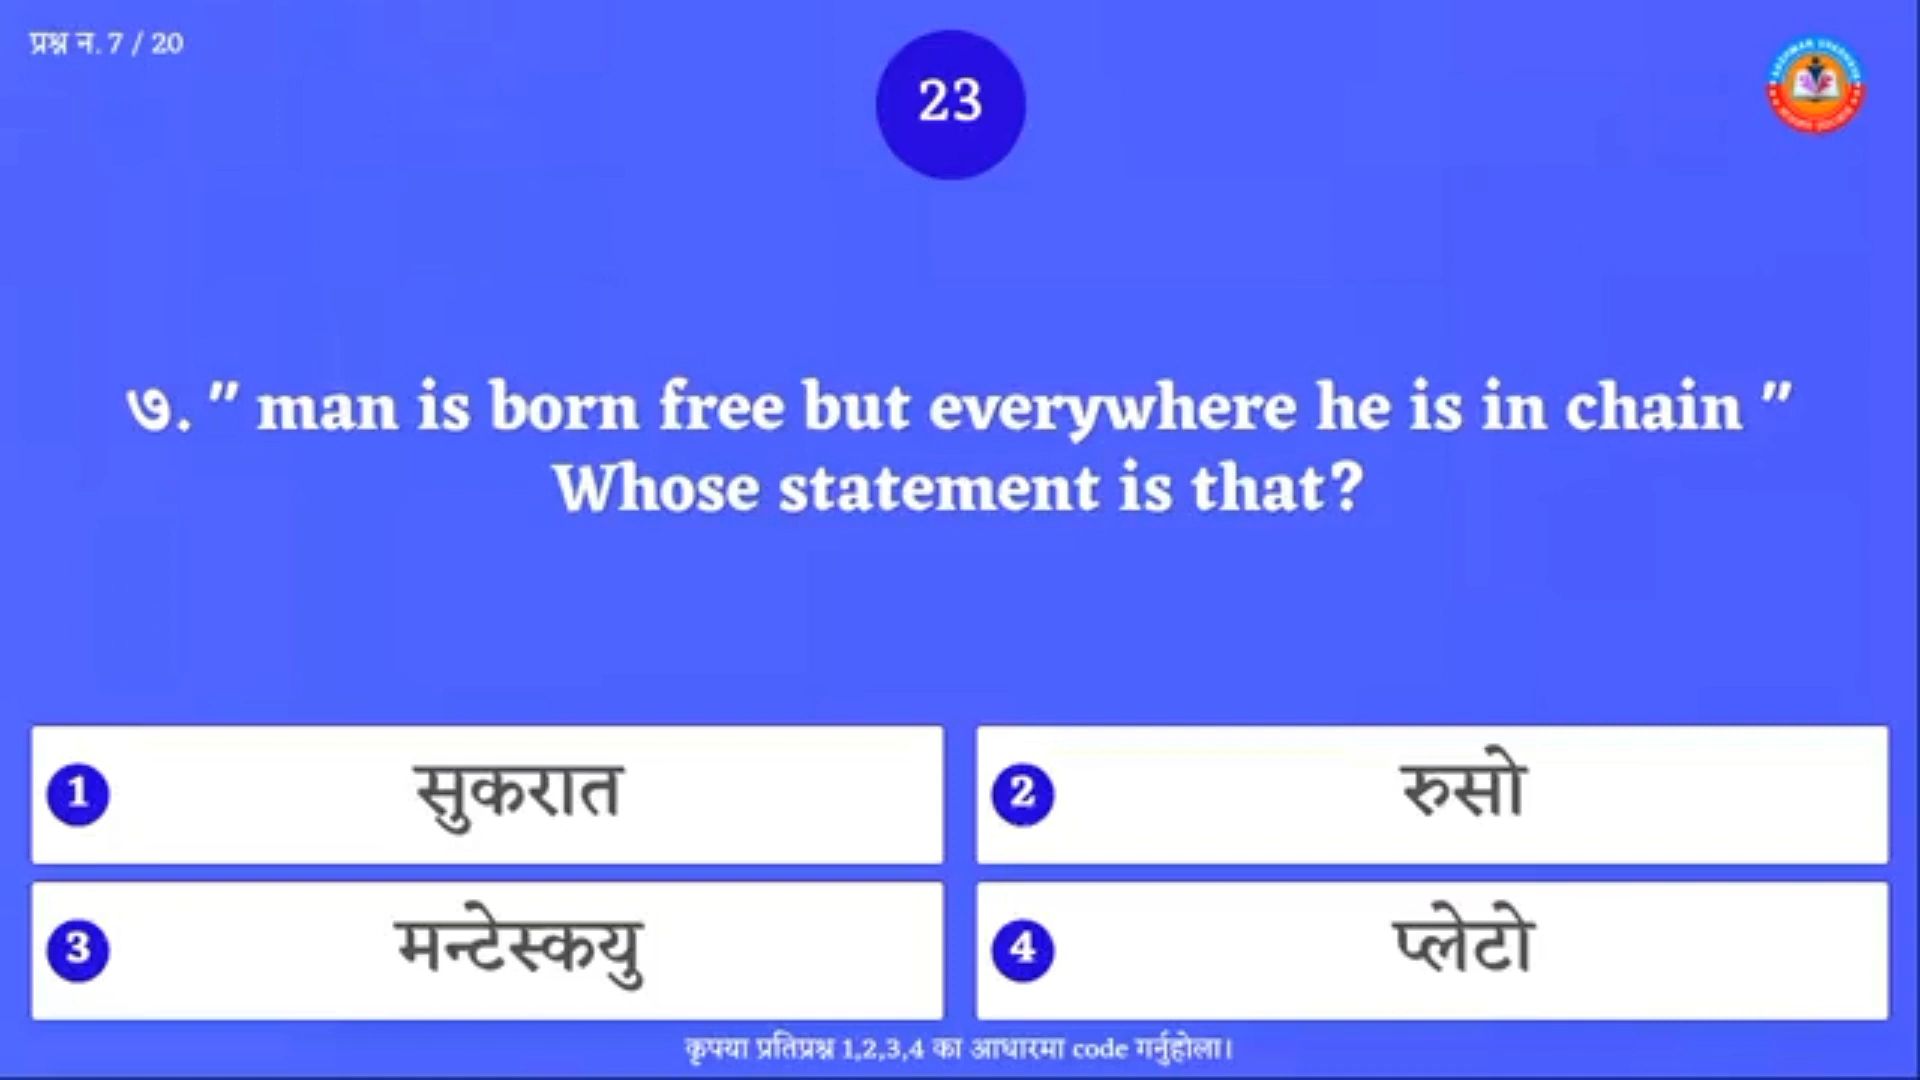 प्रश्न न. 7 / 20
23
७. " man is born free but everywhere he is in chain "
Whose statement is that?
1 सुकरात
2 रुसो
3 मन्टेस्कयु
4 प्लेटो
कृपया प्रतिप्रश्न 1,2,3,4 का आधारमा code गर्नुहोला।